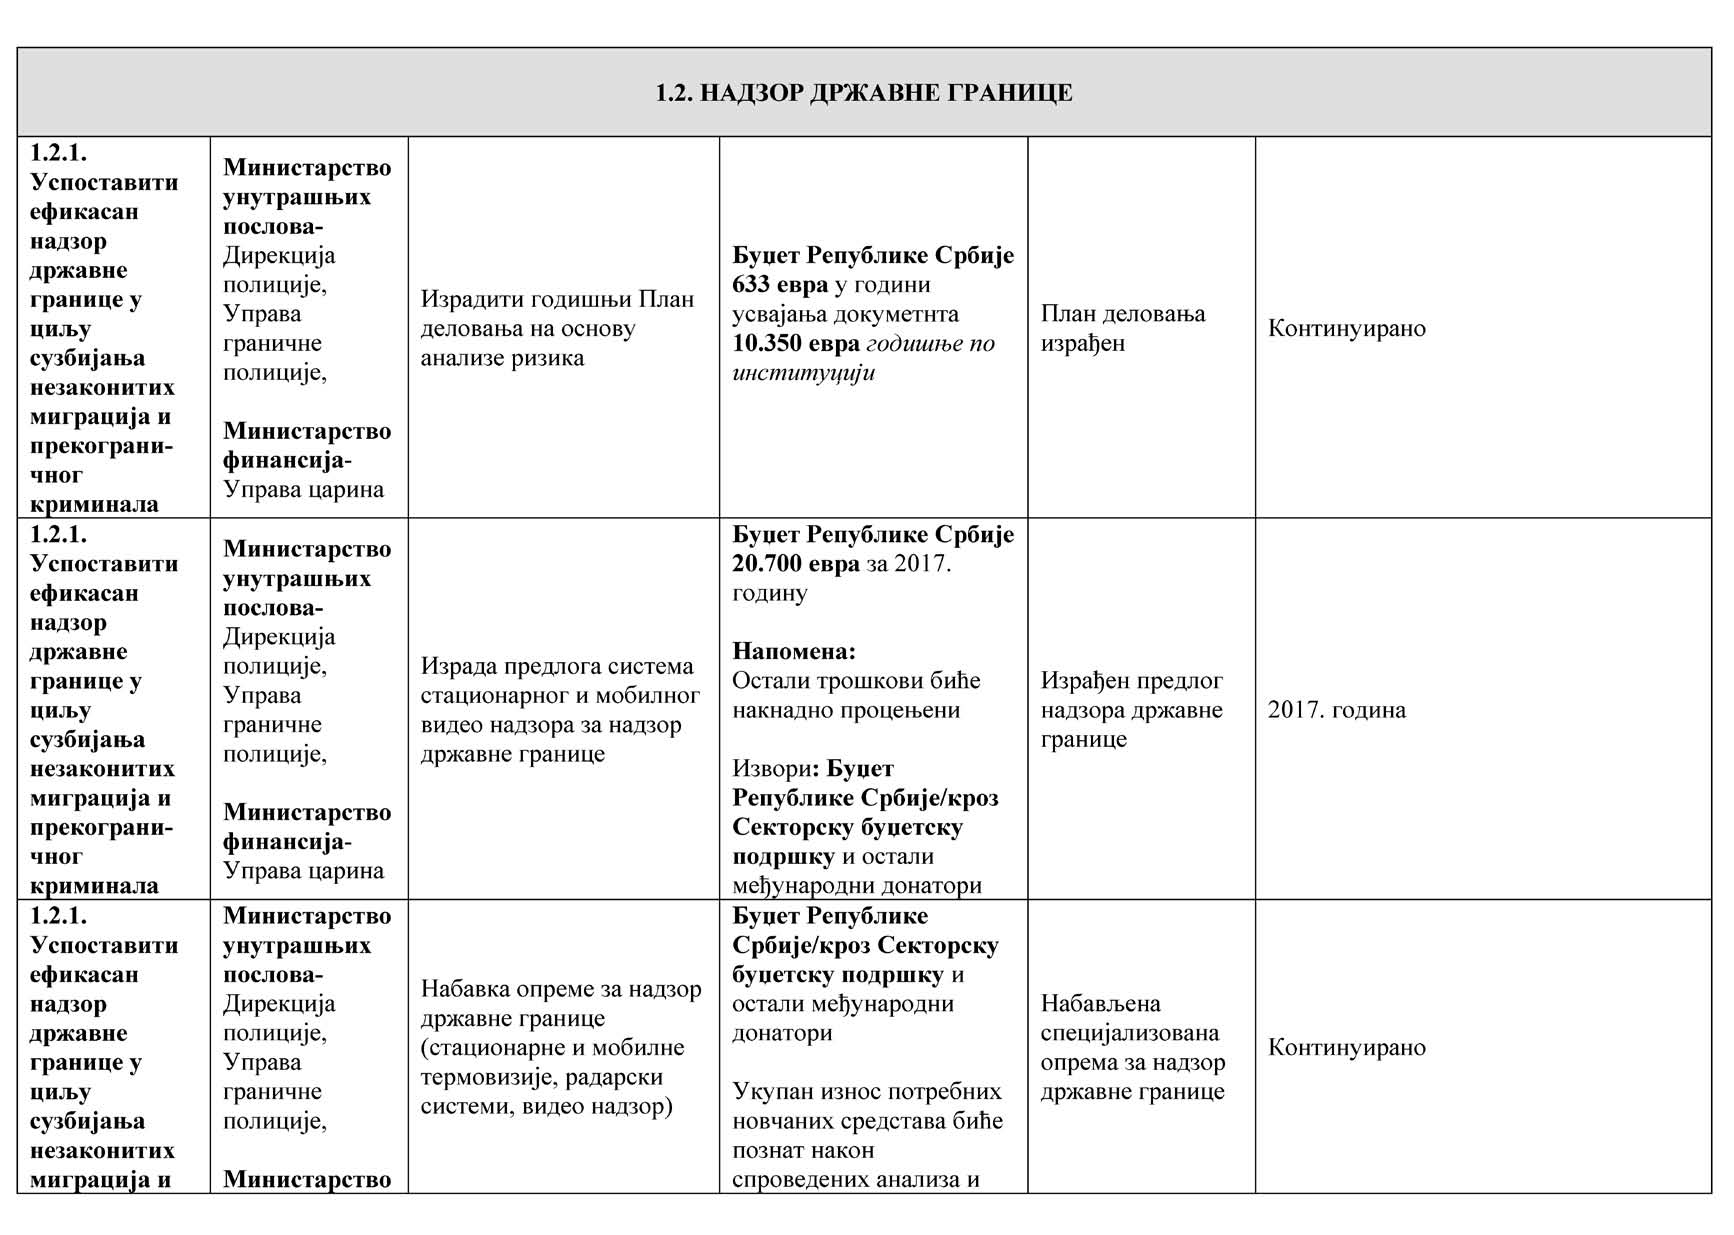 1.2. НАДЗОР ДРЖАВНЕ ГРАНИЦЕ
1.2.1.
Успоставити
ефикасан
надзор
државне
границе у
циљу
сузбијања
незаконитих
миграција и
прекограни-
чног
криминала
Министарство
унутрашњих
послова-
Дирекција
полиције,
Управа
граничне
полиције,
Министарство
финансија-
Управа царина
Израдити годишњи План
деловања на основу
анализе ризика
Буџет Републике Србије
633 евра у години
усвајања докуметнта
10.350 евра годишње по
институцији
План деловања
израђен
Континуирано
1.2.1.
Успоставити
ефикасан
надзор
државне
границе у
циљу
сузбијања
незаконитих
миграција и
прекограни-
чног
криминала
Министарство
унутрашњих
послова-
Дирекција
полиције,
Управа
граничне
полиције,
Министарство
финансија-
Управа царина
Израда предлога система
стационарног и мобилног
видео надзора за надзор
државне границе
Буџет Републике Србије
20.700 евра за 2017.
годину
Напомена:
Остали трошкови биће
накнадно процењени
Извори: Буџет
Републике Србије/кроз
Секторску буџетску
подршку и остали
међународни донатори
Израђен предлог
надзора државне
границе
2017. година
1.2.1.
Успоставити
ефикасан
надзор
државне
границе у
циљу
сузбијања
незаконитих
миграција и
Министарство
унутрашњих
послова-
Дирекција
полиције,
Управа
граничне
полиције,
Министарство
Набавка опреме за надзор
државне границе
(стационарне и мобилне
термовизије, радарски
системи, видео надзор)
Буџет Републике
Србије/кроз Секторску
буџетску подршку и
остали међународни
донатори
Укупан износ потребних
новчаних средстава биће
познат након
спроведених анализа и
Набављена
специјализована
опрема за надзор
државне границе
Континуирано